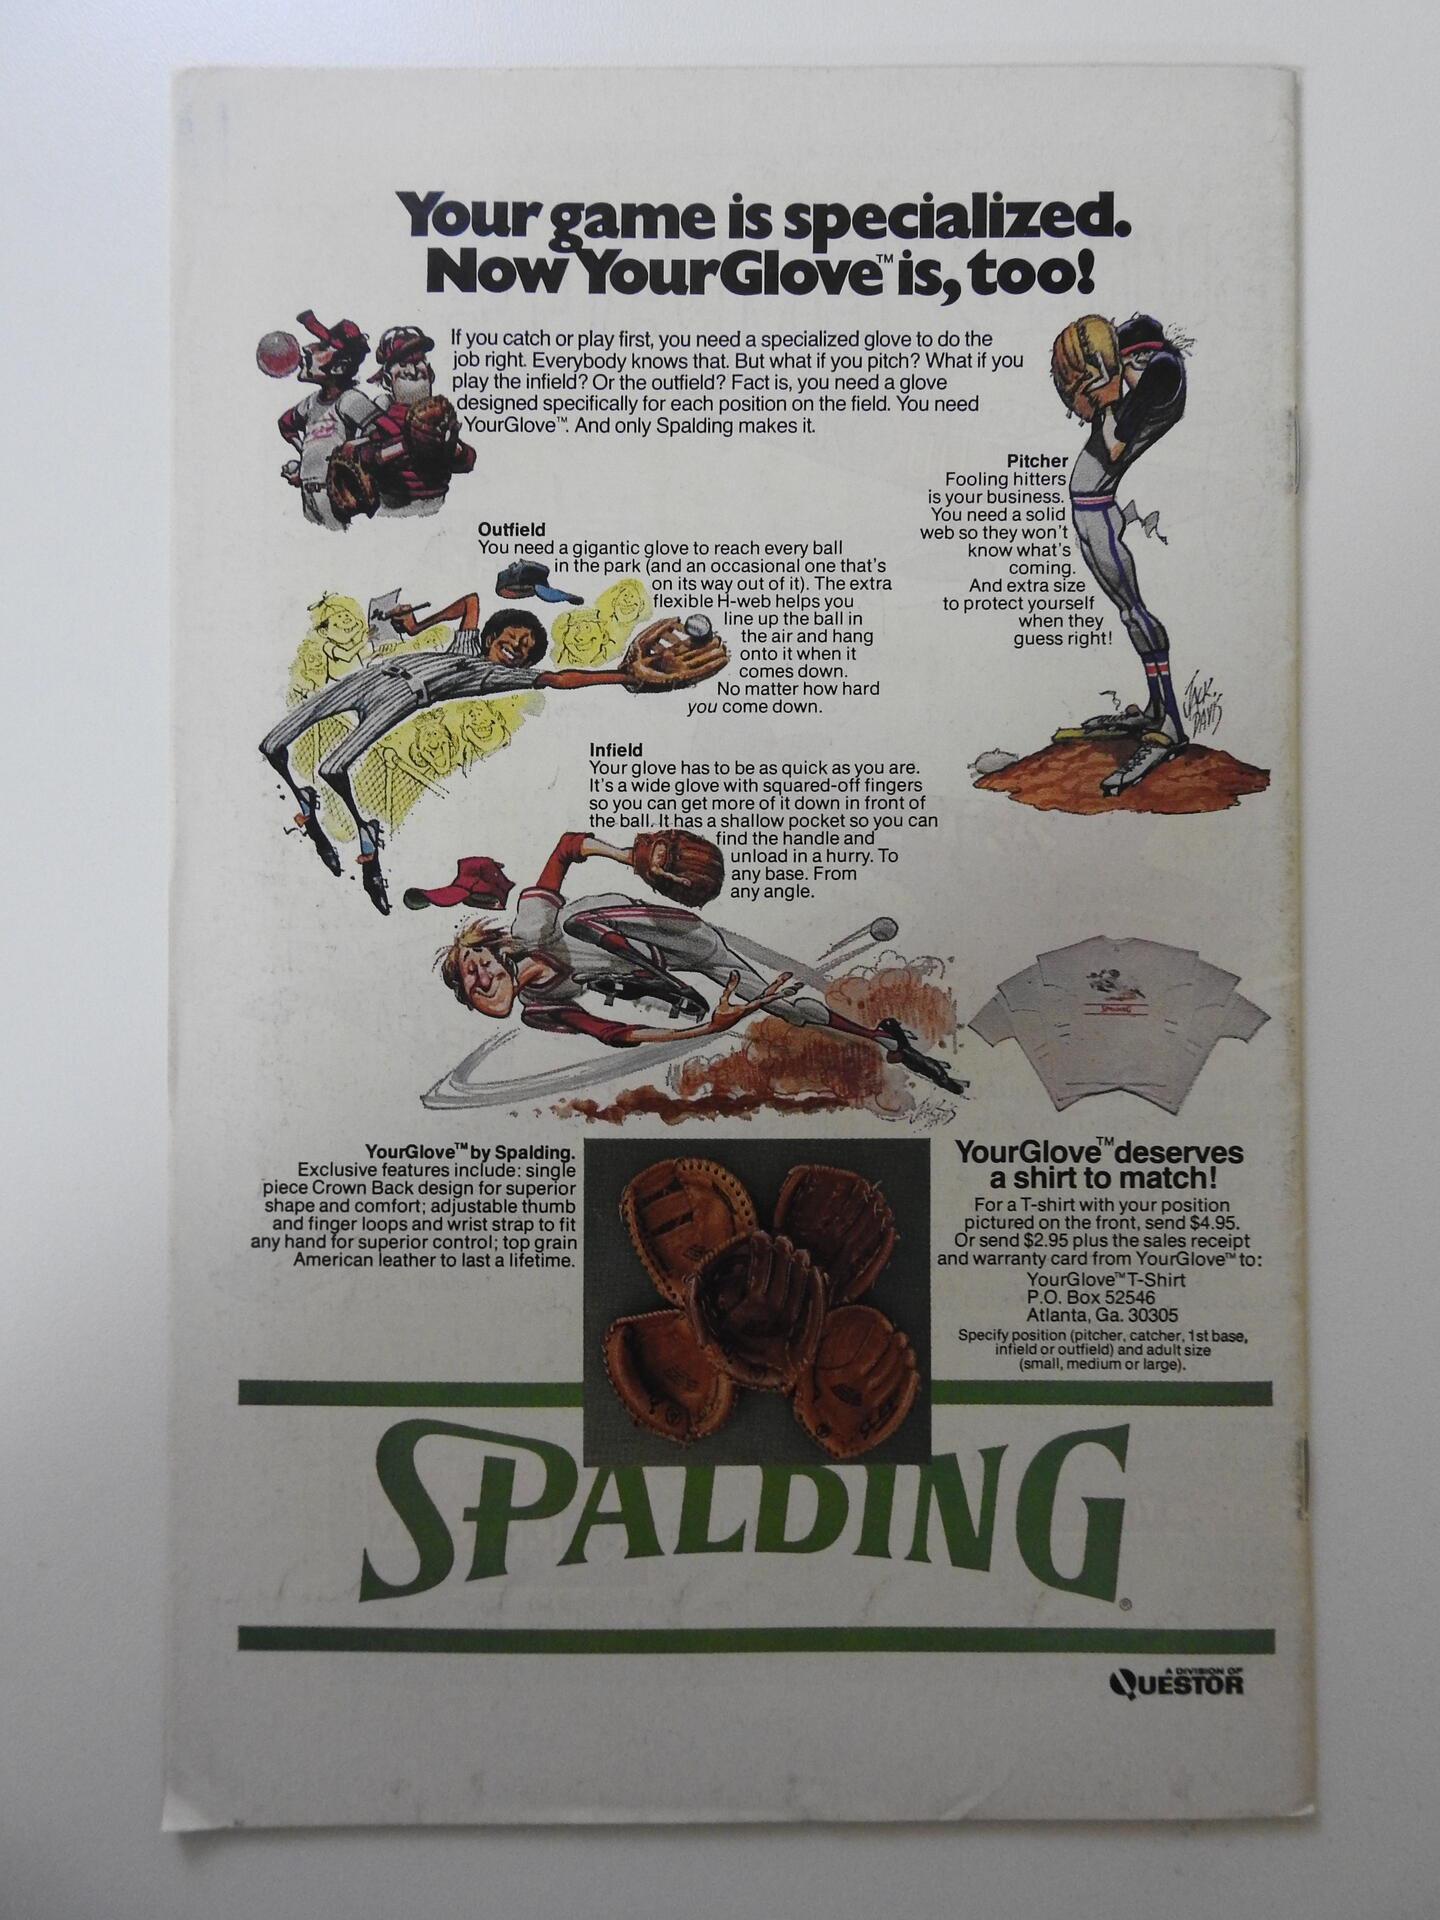 Your game is specialized.
Now YourGlove™ is, too!
If you catch or play first, you need a specialized glove to do the
job right. Everybody knows that. But what if you pitch? What if you
play the infield? Or the outfield? Fact is, you need a glove
designed specifically for each position on the field. You need
YourGlove™. And only Spalding makes it.
Pitcher
Fooling hitters
is your business.
You need a solid
web so they won't
know what's
coming.
And extra size
to protect yourself
when they
guess right!
JACK DAVIS
Outfield
You need a gigantic glove to reach every ball
in the park (and an occasional one that's
on its way out of it). The extra
flexible H-web helps you
line up the ball in
the air and hang
onto it when it
comes down.
No matter how hard
you come down.
Infield
Your glove has to be as quick as you are.
It's a wide glove with squared-off fingers
so you can get more of it down in front of
the ball. It has a shallow pocket so you can
find the handle and
unload in a hurry. To
any base. From
any angle.
SPALDING
YourGlove™ by Spalding.
Exclusive features include: single
piece Crown Back design for superior
shape and comfort; adjustable thumb
and finger loops and wrist strap to fit
any hand for superior control; top grain
American leather to last a lifetime.
YourGlove™ deserves
a shirt to match!
For a T-shirt with your position
pictured on the front, send $4.95.
Or send $2.95 plus the sales receipt
and warranty card from YourGlove™ to:
YourGlove™ T-Shirt
P.O. Box 52546
Atlanta, Ga. 30305
Specify position (pitcher, catcher, 1st base,
infield or outfield) and adult size
(small, medium or large).
SPALDING®
A DIVISION OF
QUESTOR